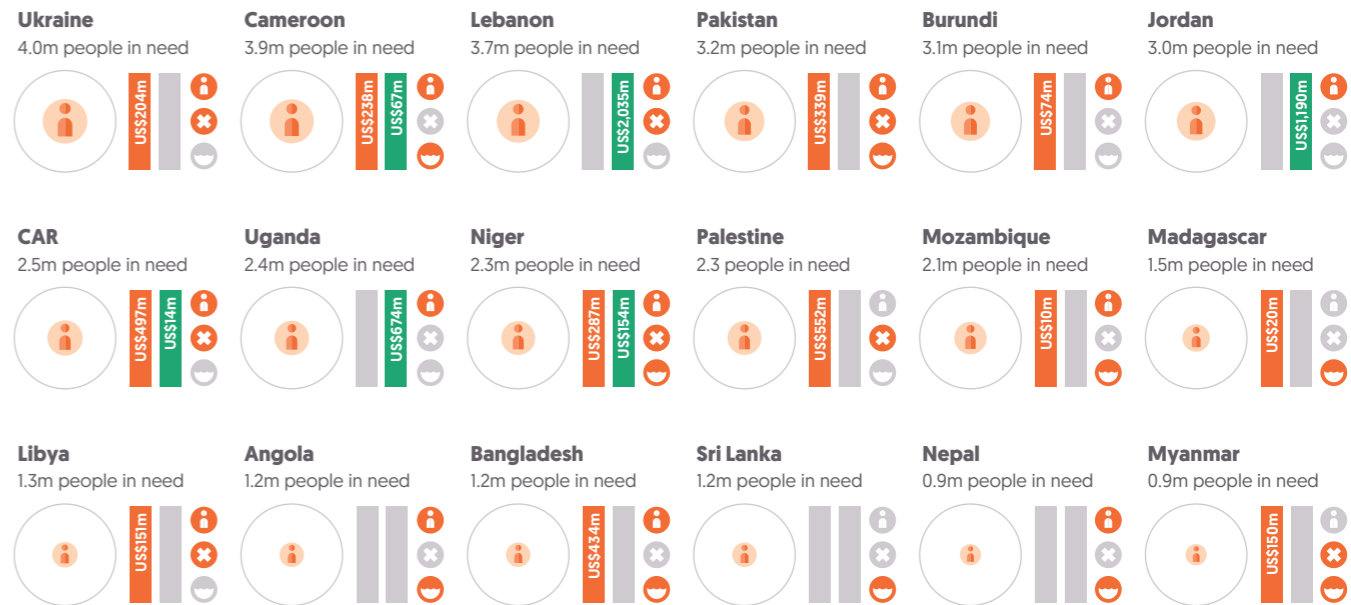 Ukraine
4.0m people in need
US$204m
Cameroon
3.9m people in need
US$238m
US$67m
Lebanon
3.7m people in need
US$2,035m
Pakistan
3.2m people in need
US$339m
Burundi
3.1m people in need
US$74m
Jordan
3.0m people in need
US$1,190m
CAR
2.5m people in need
US$497m
US$14m
Uganda
2.4m people in need
US$674m
Niger
2.3m people in need
US$287m
US$154m
Palestine
2.3 people in need
US$552m
Mozambique
2.1m people in need
US$10m
Madagascar
1.5m people in need
US$20m
Libya
1.3m people in need
US$151m
Angola
1.2m people in need
Bangladesh
1.2m people in need
US$434m
Sri Lanka
1.2m people in need
Nepal
0.9m people in need
Myanmar
0.9m people in need
US$150m